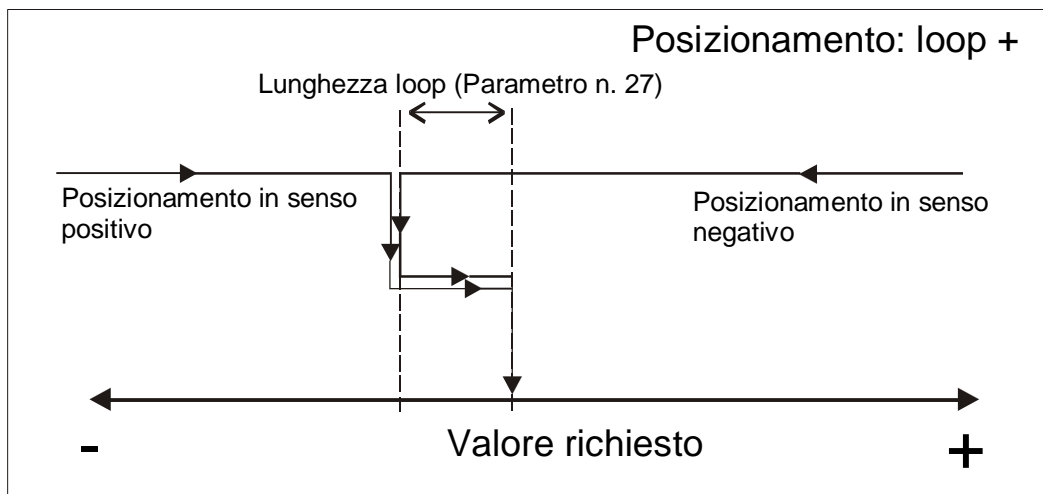 Posizionamento: loop +
Lunghezza loop (Parametro n. 27)
Posizionamento in senso
positivo
Posizionamento in senso
negativo
- Valore richiesto +